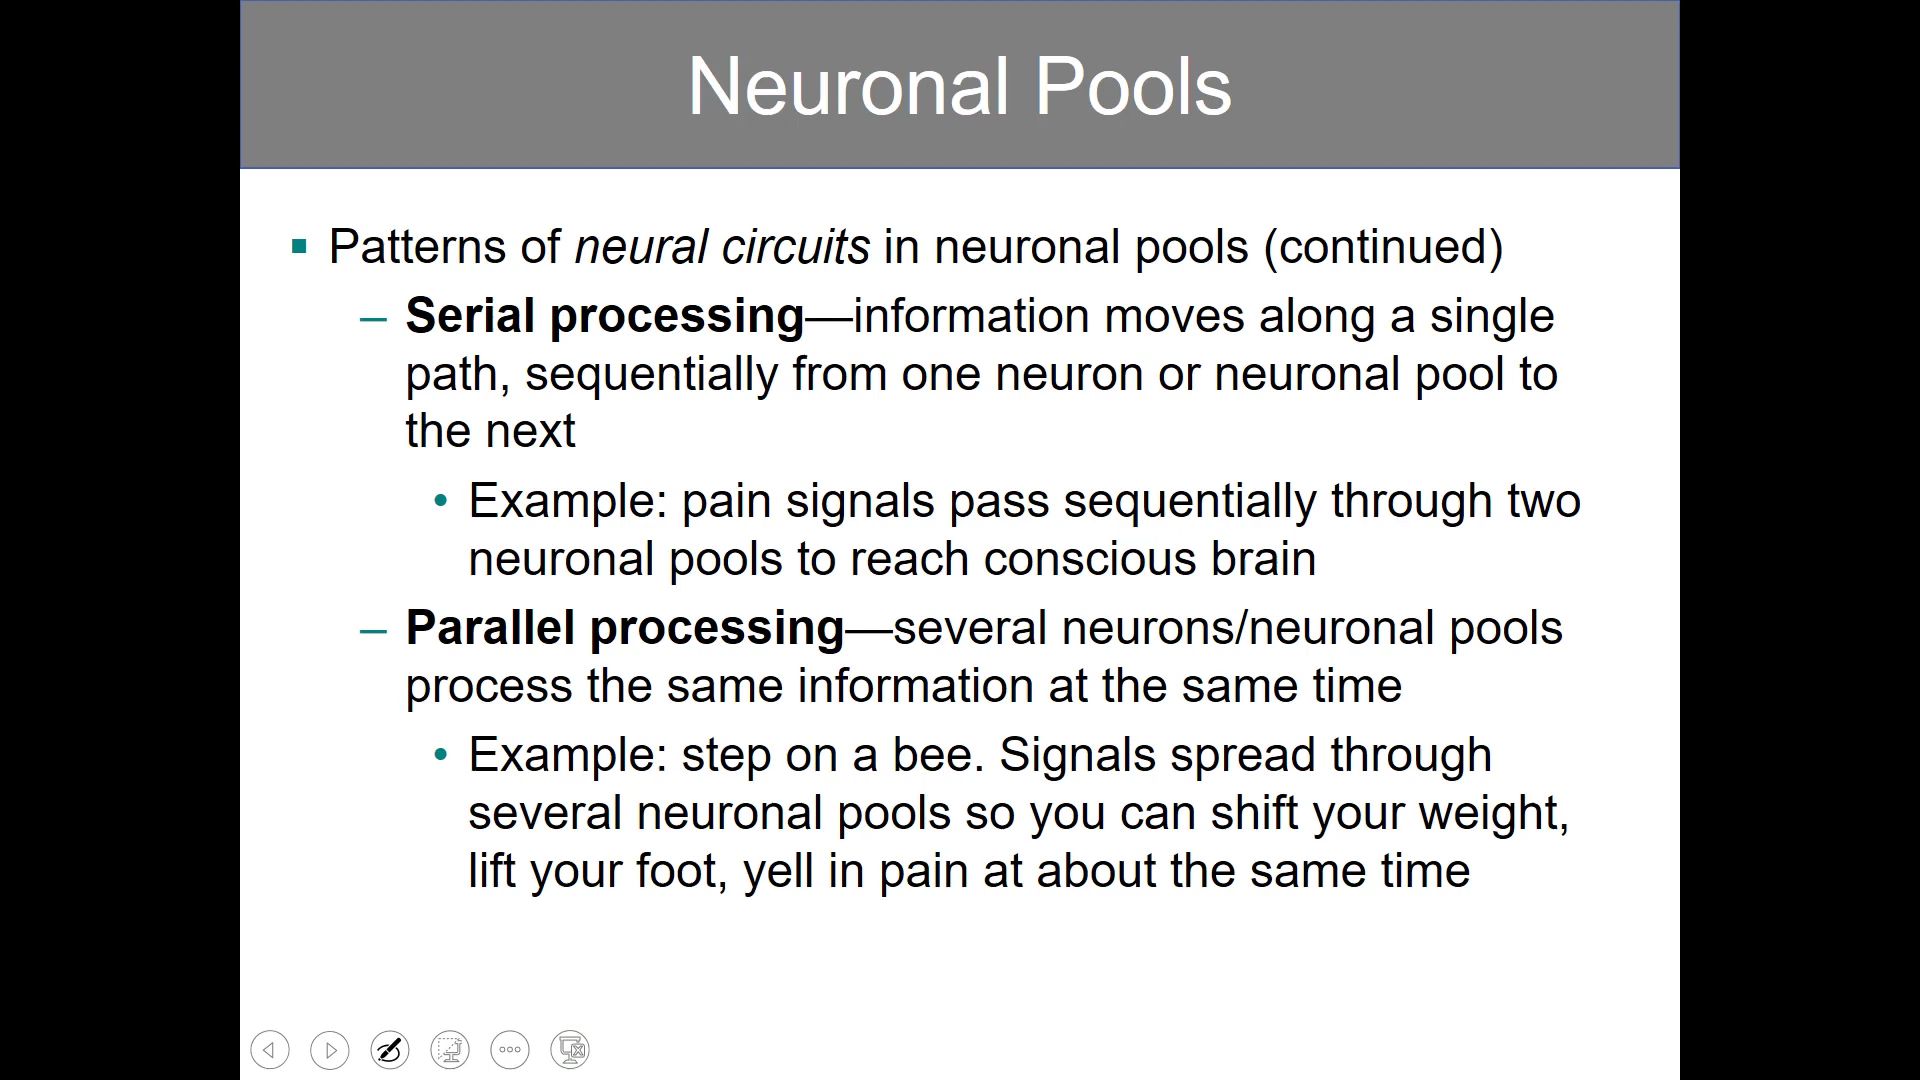 Neuronal Pools
▪ Patterns of neural circuits in neuronal pools (continued)
– Serial processing—information moves along a single
path, sequentially from one neuron or neuronal pool to
the next
• Example: pain signals pass sequentially through two
neuronal pools to reach conscious brain
– Parallel processing—several neurons/neuronal pools
process the same information at the same time
• Example: step on a bee. Signals spread through
several neuronal pools so you can shift your weight,
lift your foot, yell in pain at about the same time